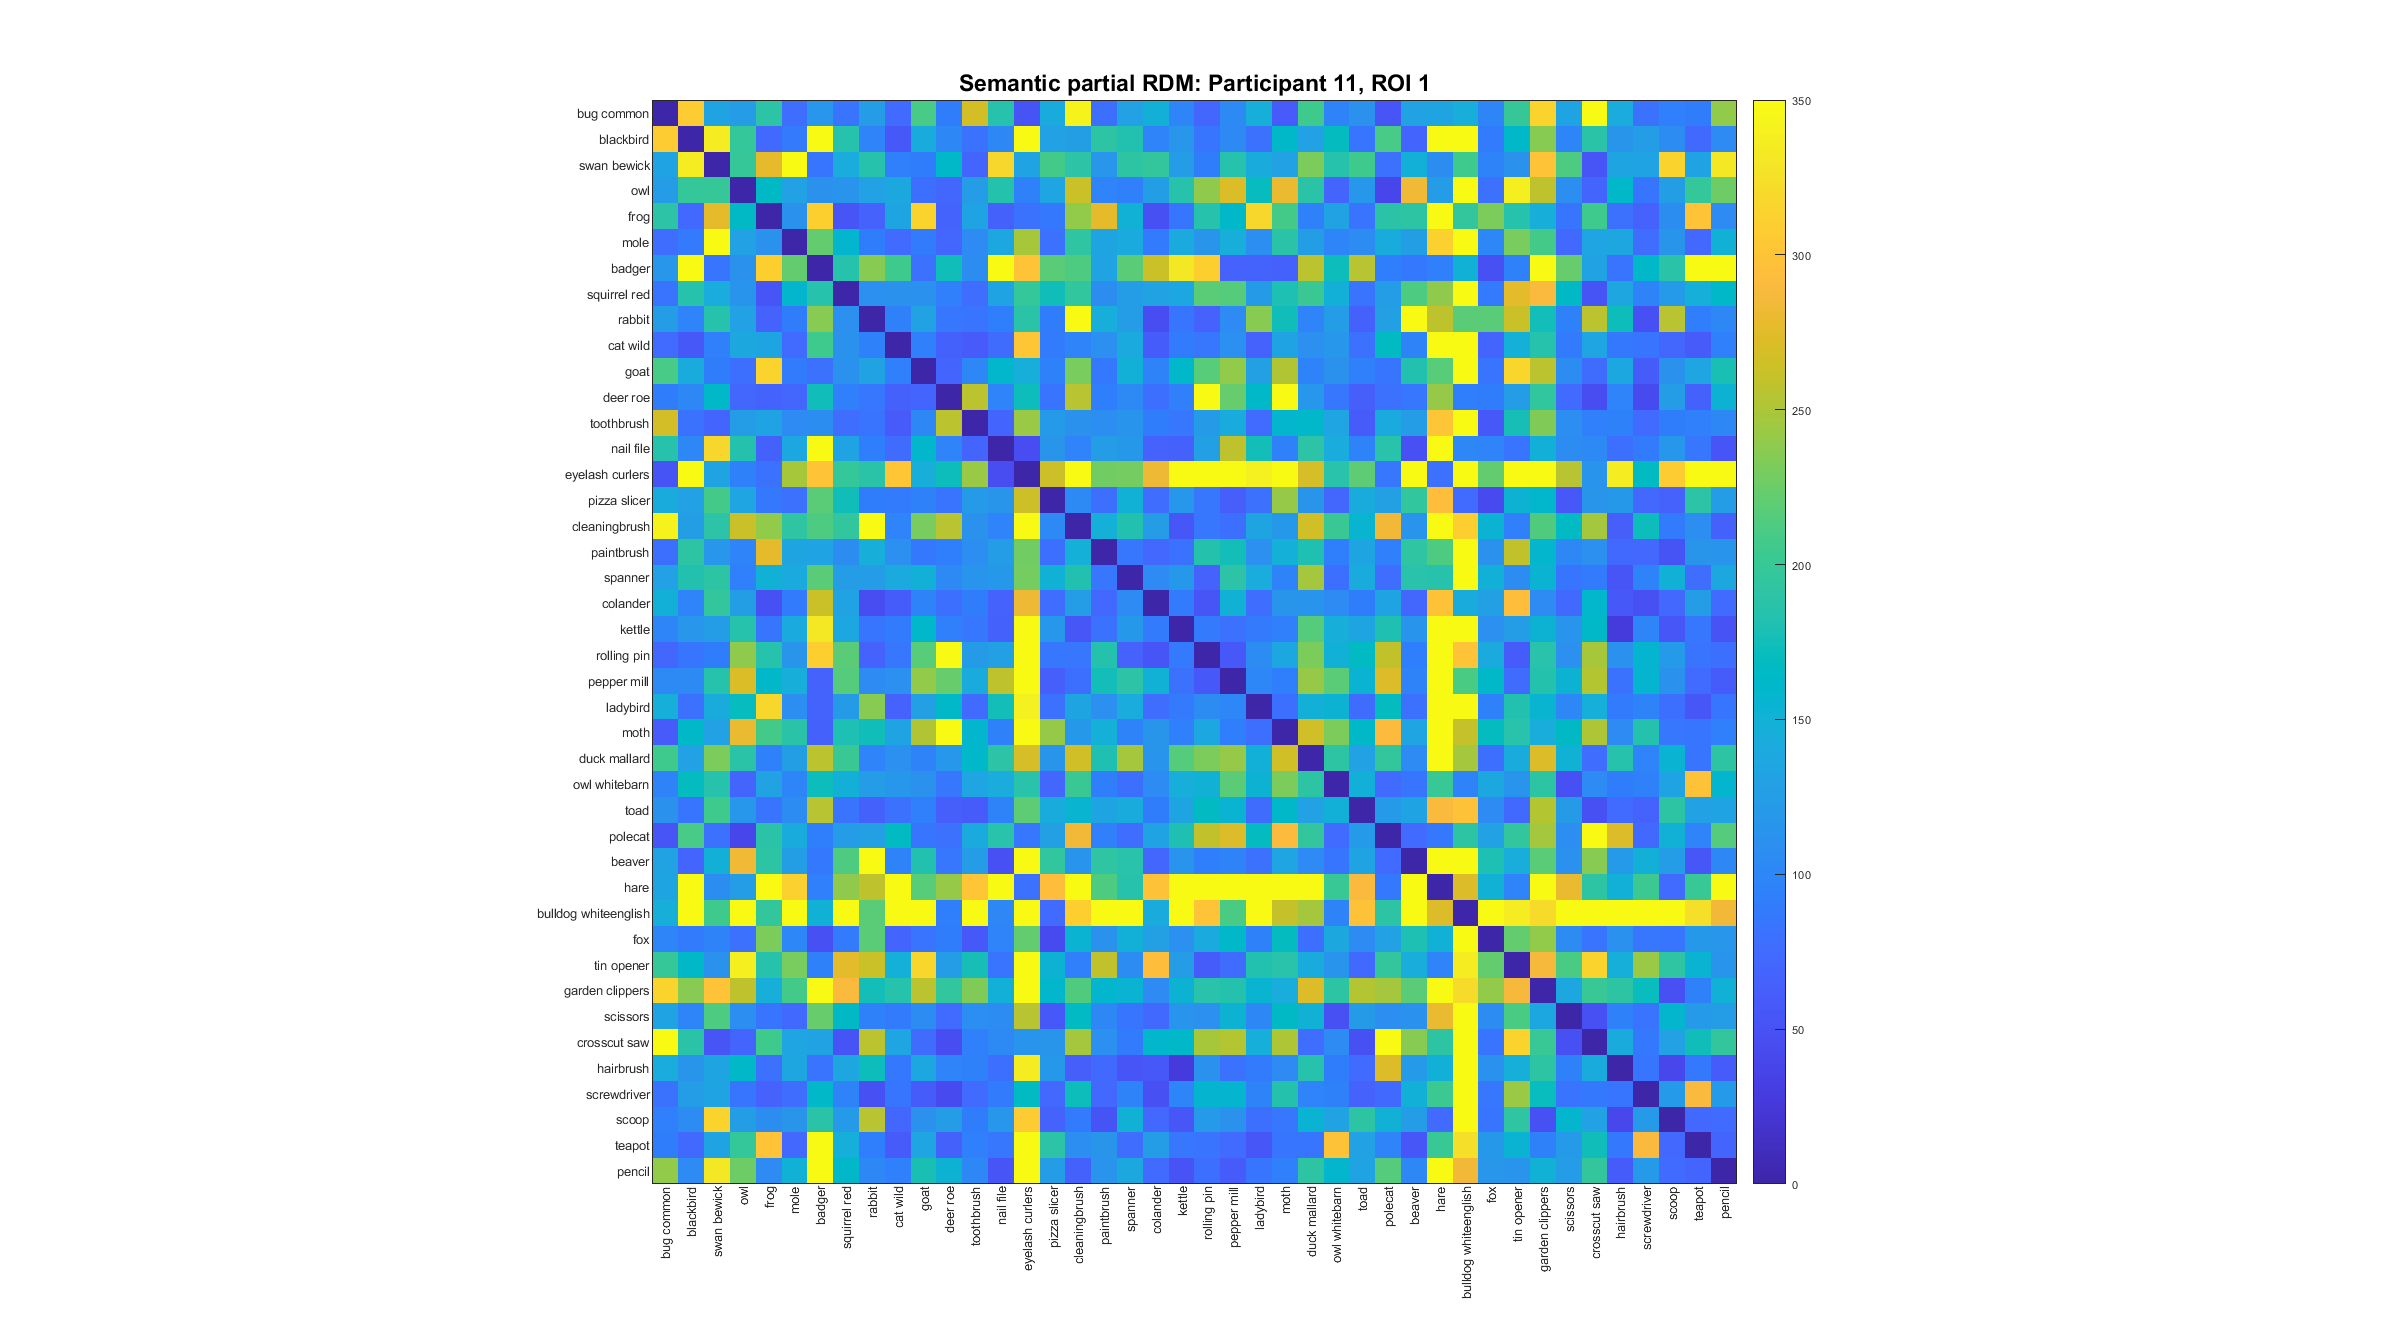 Semantic partial RDM: Participant 11, ROI 1
bug common
blackbird
swan bewick
owl
frog
mole
badger
squirrel red
rabbit
cat wild
goat
deer roe
toothbrush
nail file
eyelash curlers
pizza slicer
cleaningbrush
paintbrush
spanner
colander
kettle
rolling pin
pepper mill
ladybird
moth
duck mallard
owl whitebarn
toad
polecat
beaver
hare
bulldog whiteenglish
fox
tin opener
garden clippers
scissors
crosscut saw
hairbrush
screwdriver
scoop
teapot
pencil
bug common
blackbird
swan bewick
owl
frog
mole
badger
squirrel red
rabbit
cat wild
goat
deer roe
toothbrush
nail file
eyelash curlers
pizza slicer
cleaningbrush
paintbrush
spanner
colander
kettle
rolling pin
pepper mill
ladybird
moth
duck mallard
owl whitebarn
toad
polecat
beaver
hare
bulldog whiteenglish
fox
tin opener
garden clippers
scissors
crosscut saw
hairbrush
screwdriver
scoop
teapot
pencil
350
300
250
200
150
100
50
0